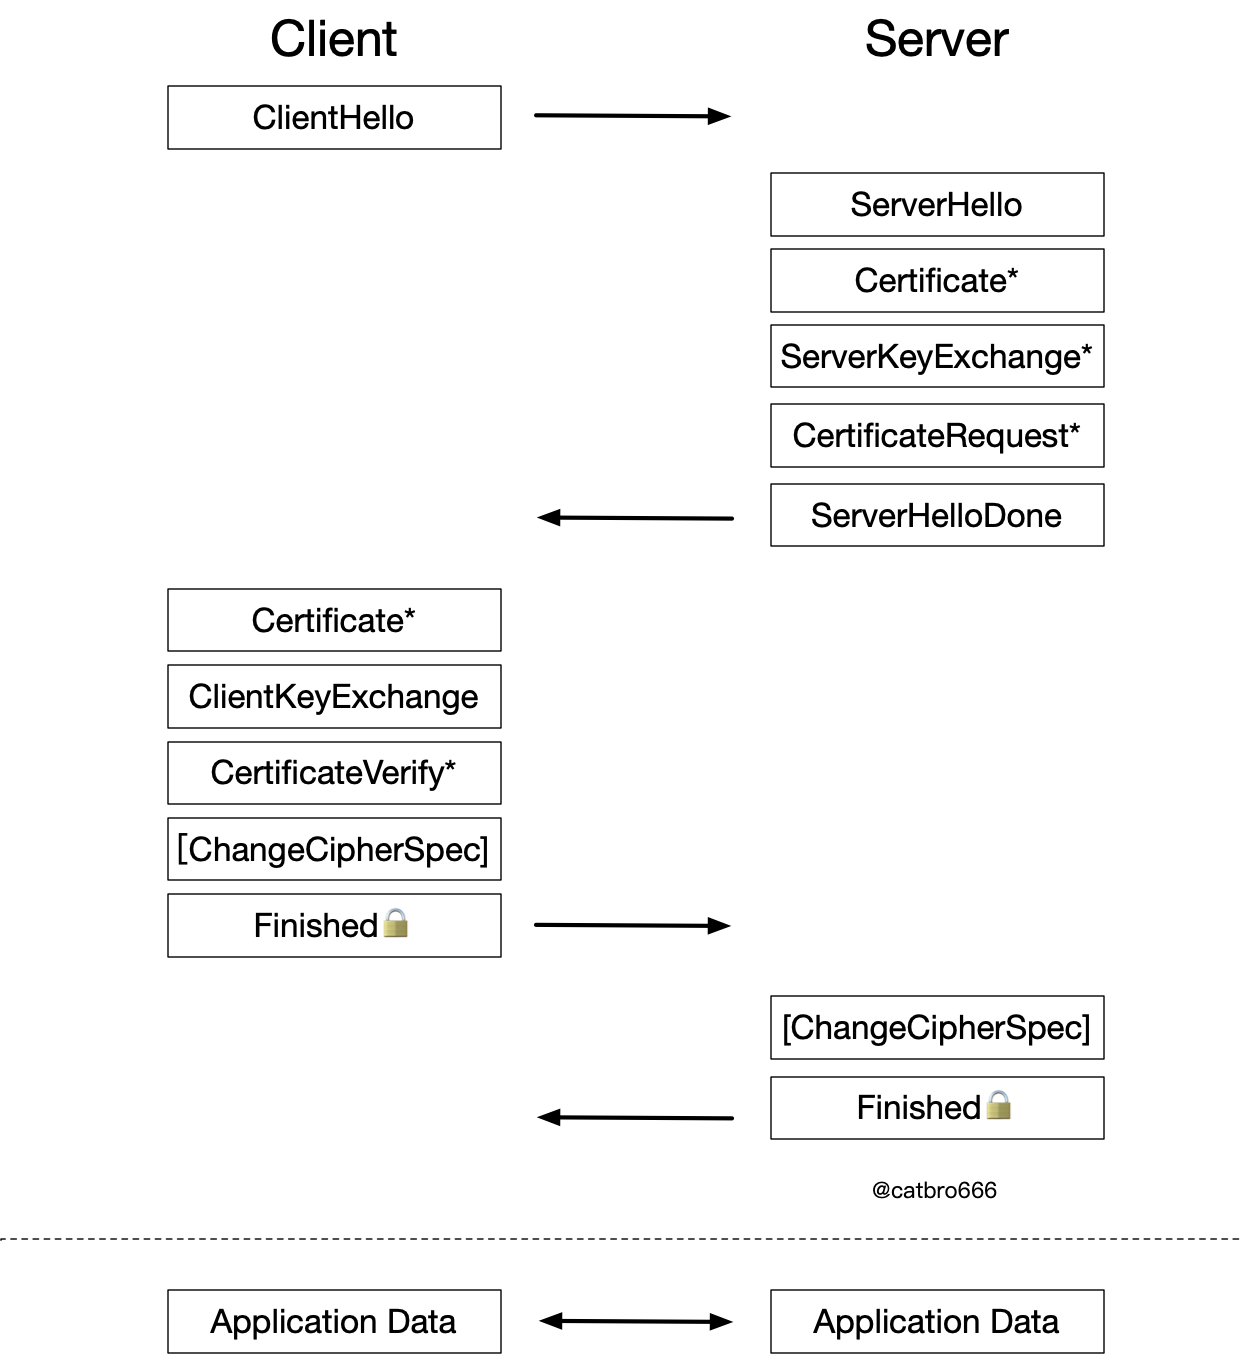 Client
Server
ClientHello
ServerHello
Certificate*
ServerKeyExchange*
CertificateRequest*
ServerHelloDone
Certificate*
ClientKeyExchange
CertificateVerify*
[ChangeCipherSpec]
Finished🔒
[ChangeCipherSpec]
Finished🔒
@catbro666
Application Data
Application Data